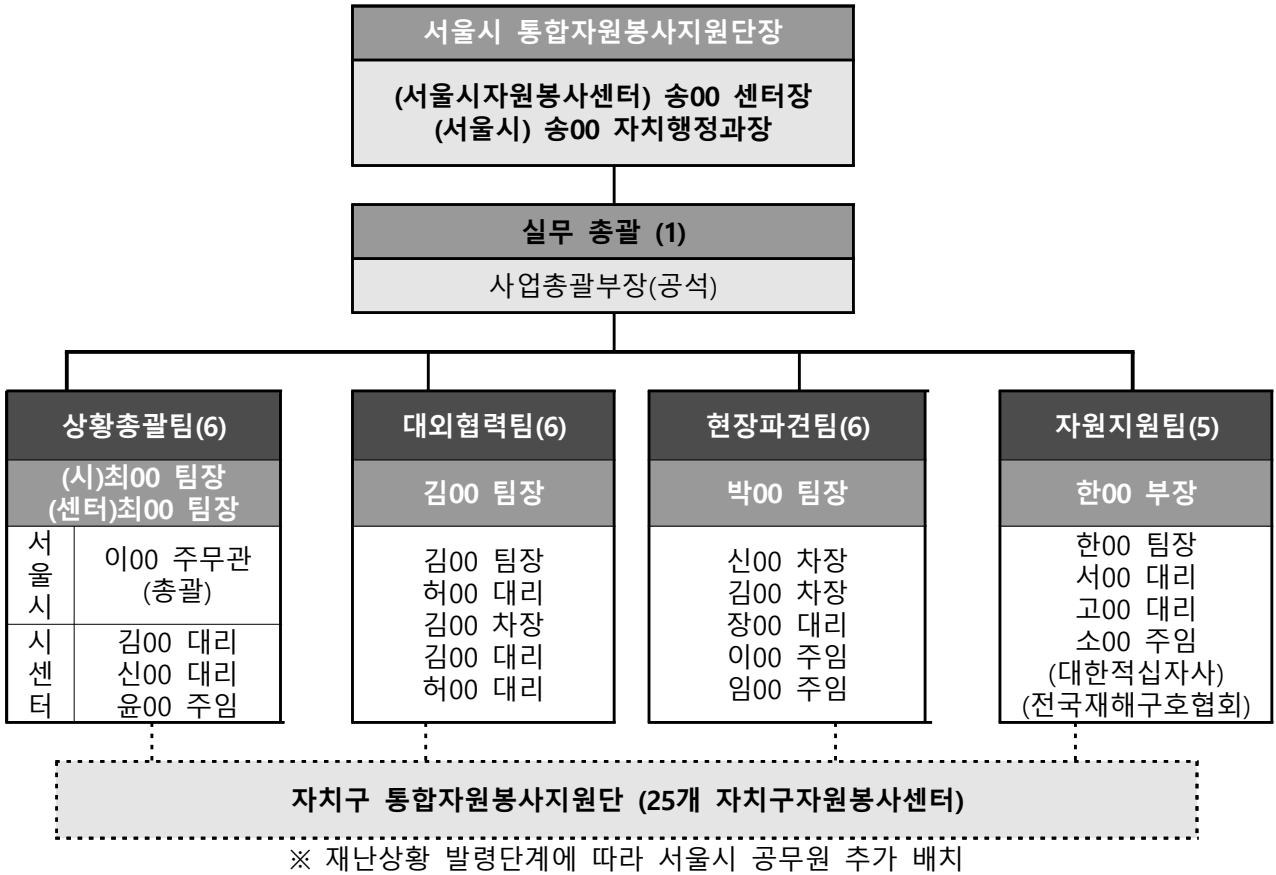 서울시 통합자원봉사지원단장
(서울시자원봉사센터) 송00 센터장
(서울시) 송00 자치행정과장
실무 총괄 (1)
사업총괄부장(공석)
상황총괄팀(6)
(시)최00 팀장
(센터)최00 팀장
서울시
이00 주무관
(총괄)
시센터
김00 대리
신00 대리
윤00 주임
대외협력팀(6)
김00 팀장
김00 팀장
허00 대리
김00 차장
김00 대리
허00 대리
현장파견팀(6)
박00 팀장
신00 차장
김00 차장
장00 대리
이00 주임
임00 주임
자원지원팀(5)
한00 부장
한00 팀장
서00 대리
고00 대리
소00 주임
(대한적십자사)
(전국재해구호협회)
자치구 통합자원봉사지원단 (25개 자치구자원봉사센터)
※ 재난상황 발령단계에 따라 서울시 공무원 추가 배치